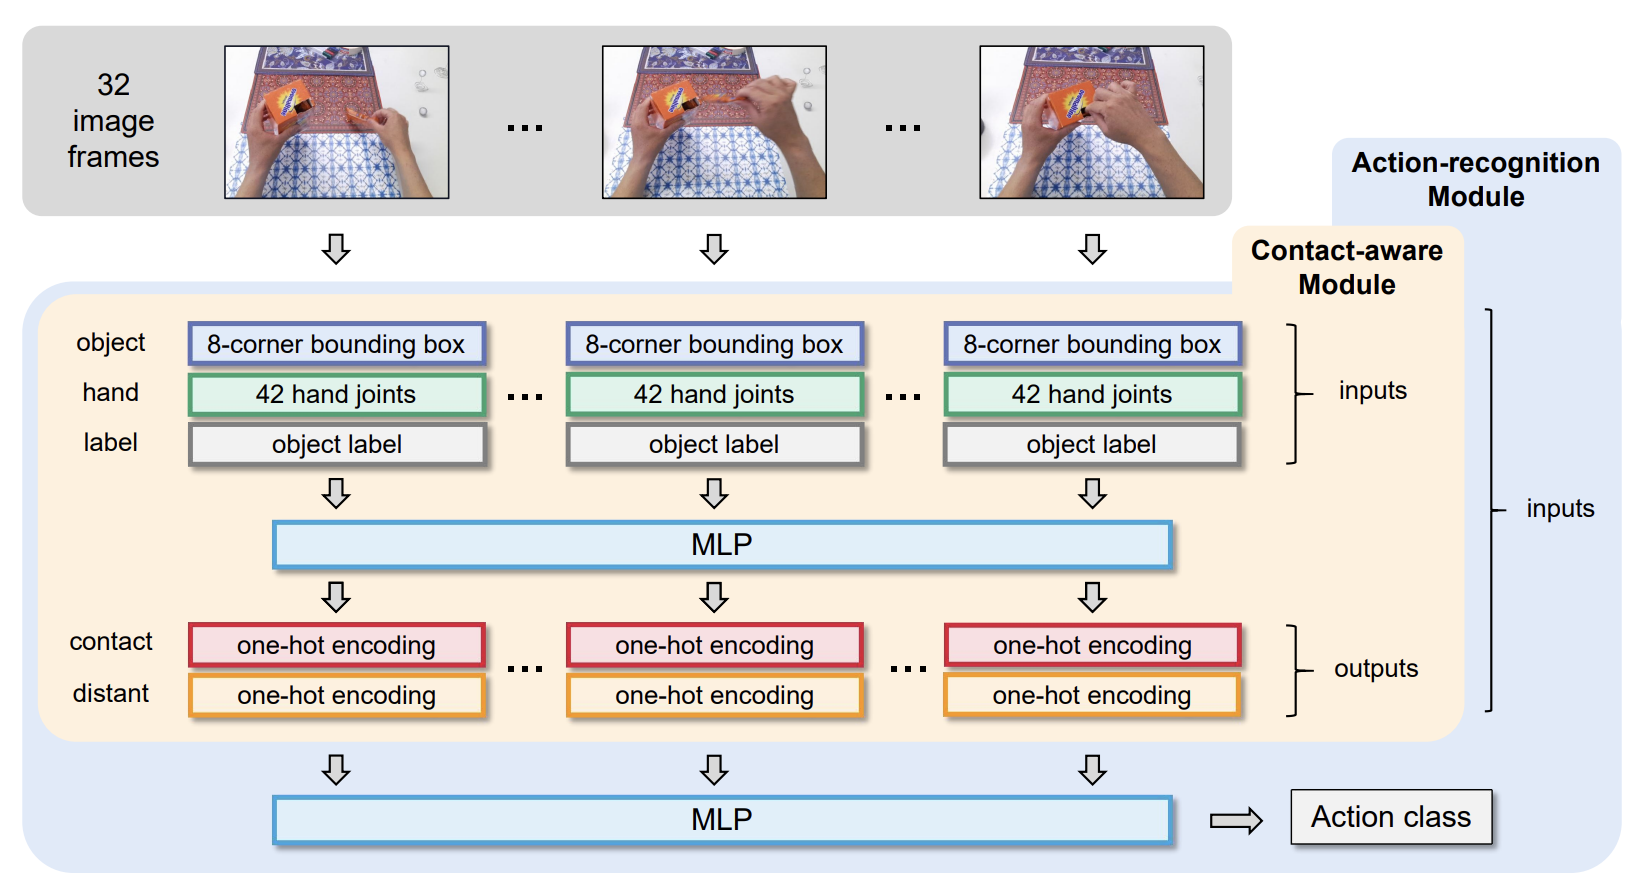 32
image
frames
Action-recognition
Module
Contact-aware
Module
object
8-corner bounding box
8-corner bounding box
8-corner bounding box
hand
42 hand joints
42 hand joints
42 hand joints
inputs
label
object label
object label
object label
inputs
MLP
contact
one-hot encoding
one-hot encoding
one-hot encoding
outputs
distant
one-hot encoding
one-hot encoding
one-hot encoding
MLP
Action class